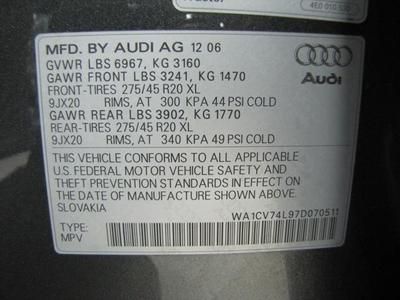 4E0 010 530
MFD. BY AUDI AG 12 06
GVWR LBS 6967, KG 3160
GAWR FRONT LBS 3241, KG 1470
FRONT-TIRES 275/45 R20 XL
9JX20 RIMS, AT 300 KPA 44 PSI COLD
GAWR REAR LBS 3902, KG 1770
REAR-TIRES 275/45 R20 XL
9JX20 RIMS, AT 340 KPA 49 PSI COLD
Audi
THIS VEHICLE CONFORMS TO ALL APPLICABLE
U.S. FEDERAL MOTOR VEHICLE SAFETY AND
THEFT PREVENTION STANDARDS IN EFFECT ON
THE DATE OF MANUFACTURE SHOWN ABOVE.
SLOVAKIA
WA1CV74L97D070511
TYPE:
MPV